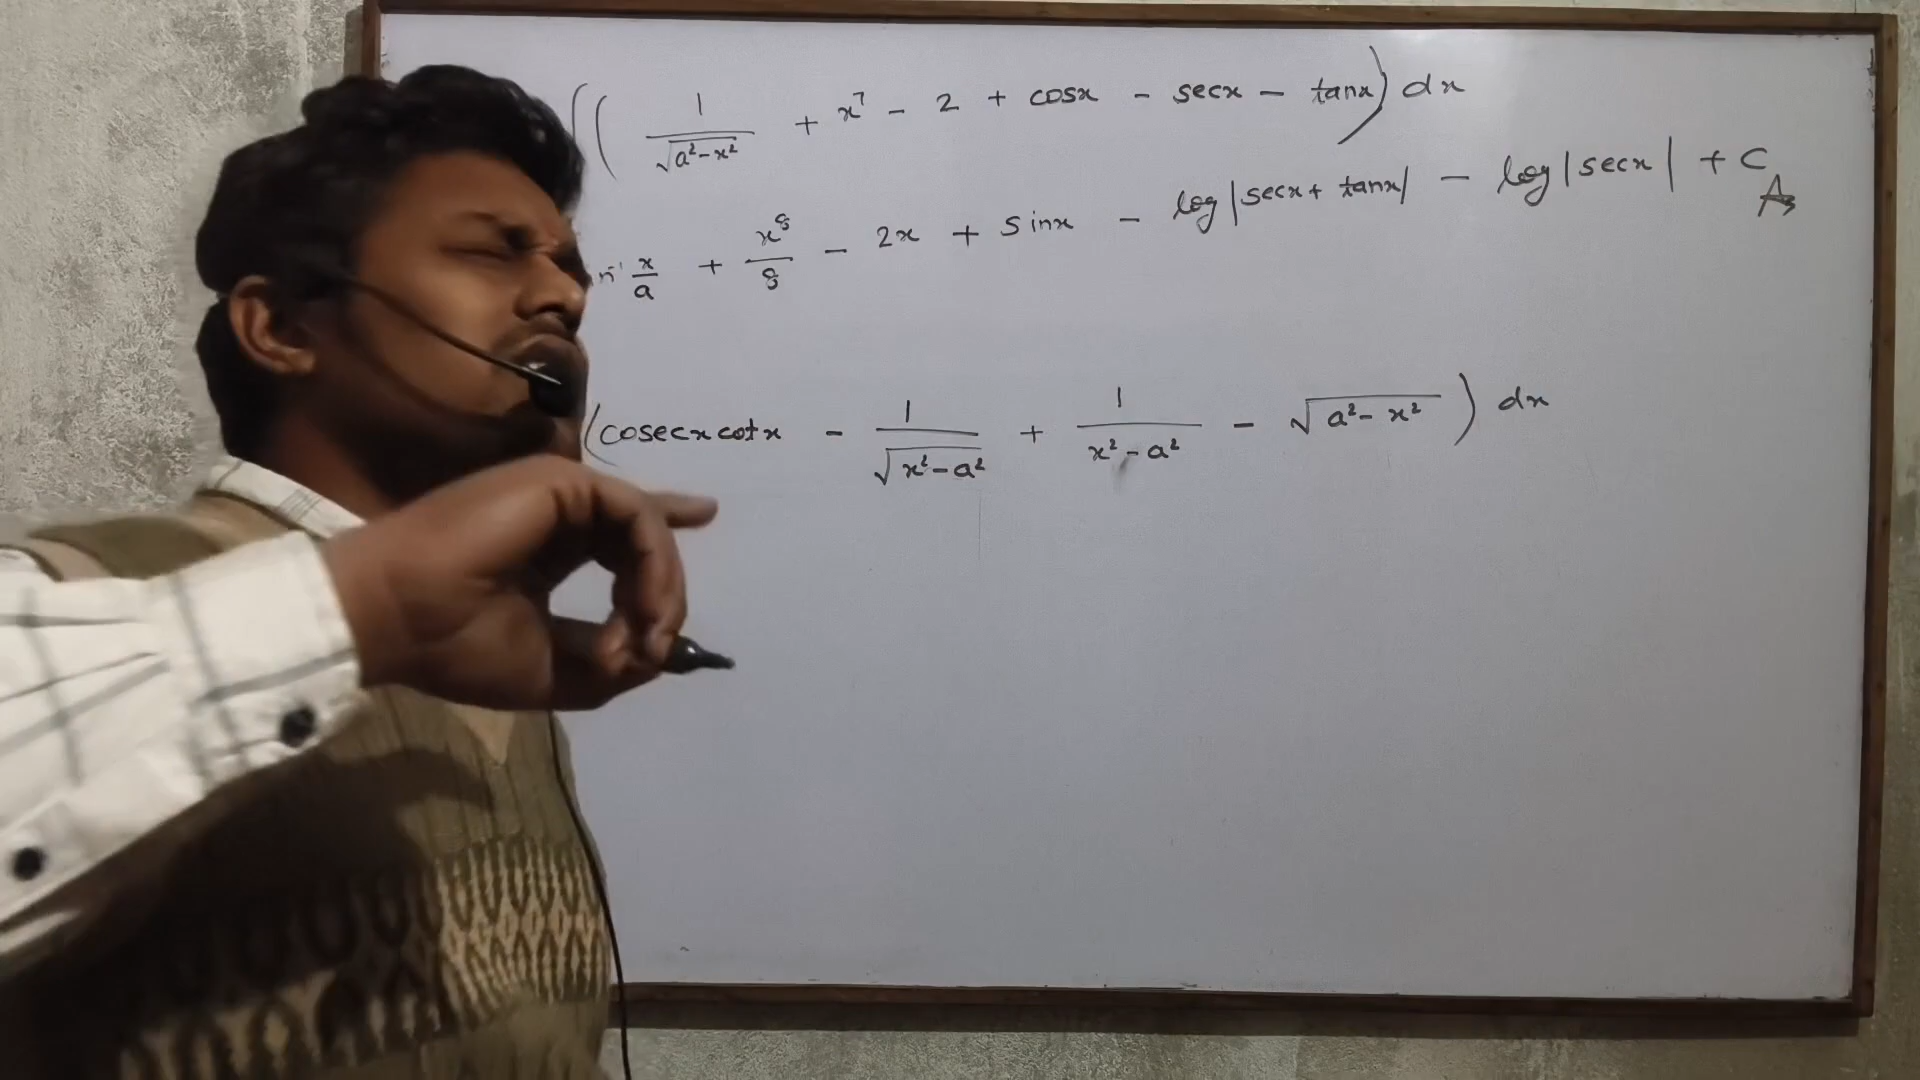 ∫(1/√(a²-x²) + x⁷ - 2 + cosx - secx - tanx) dx
x/a + x⁸/8 - 2x + sinx - log|secx + tanx| - log|secx| + C
(cosecx cotx - 1/√(x²-a²) + 1/(x²-a²) - √(a²-x²)) dx